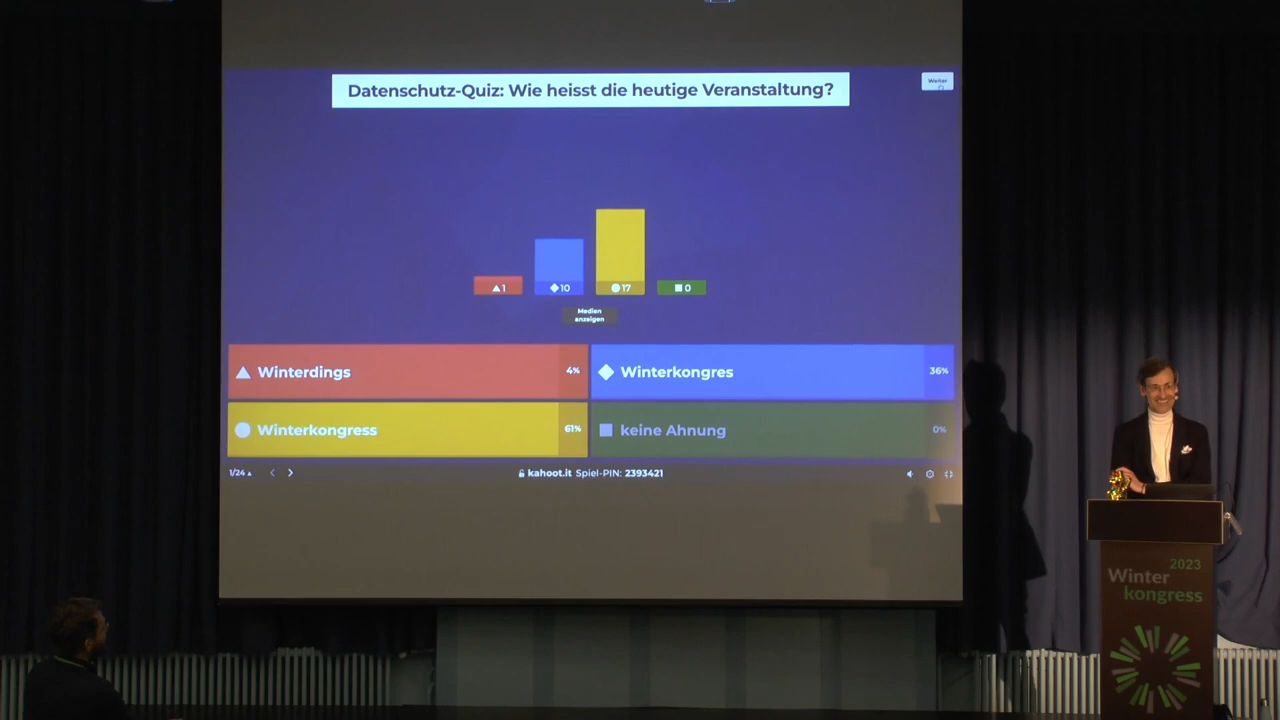 Datenschutz-Quiz: Wie heisst die heutige Veranstaltung?
Weiter
1
10
17
0
Medien
anzeigen
Winterdings 4%
Winterkongres 36%
Winterkongress 61%
keine Ahnung 0%
1/24
kahoot.it Spiel-PIN: 2393421
2023
Winter
kongress